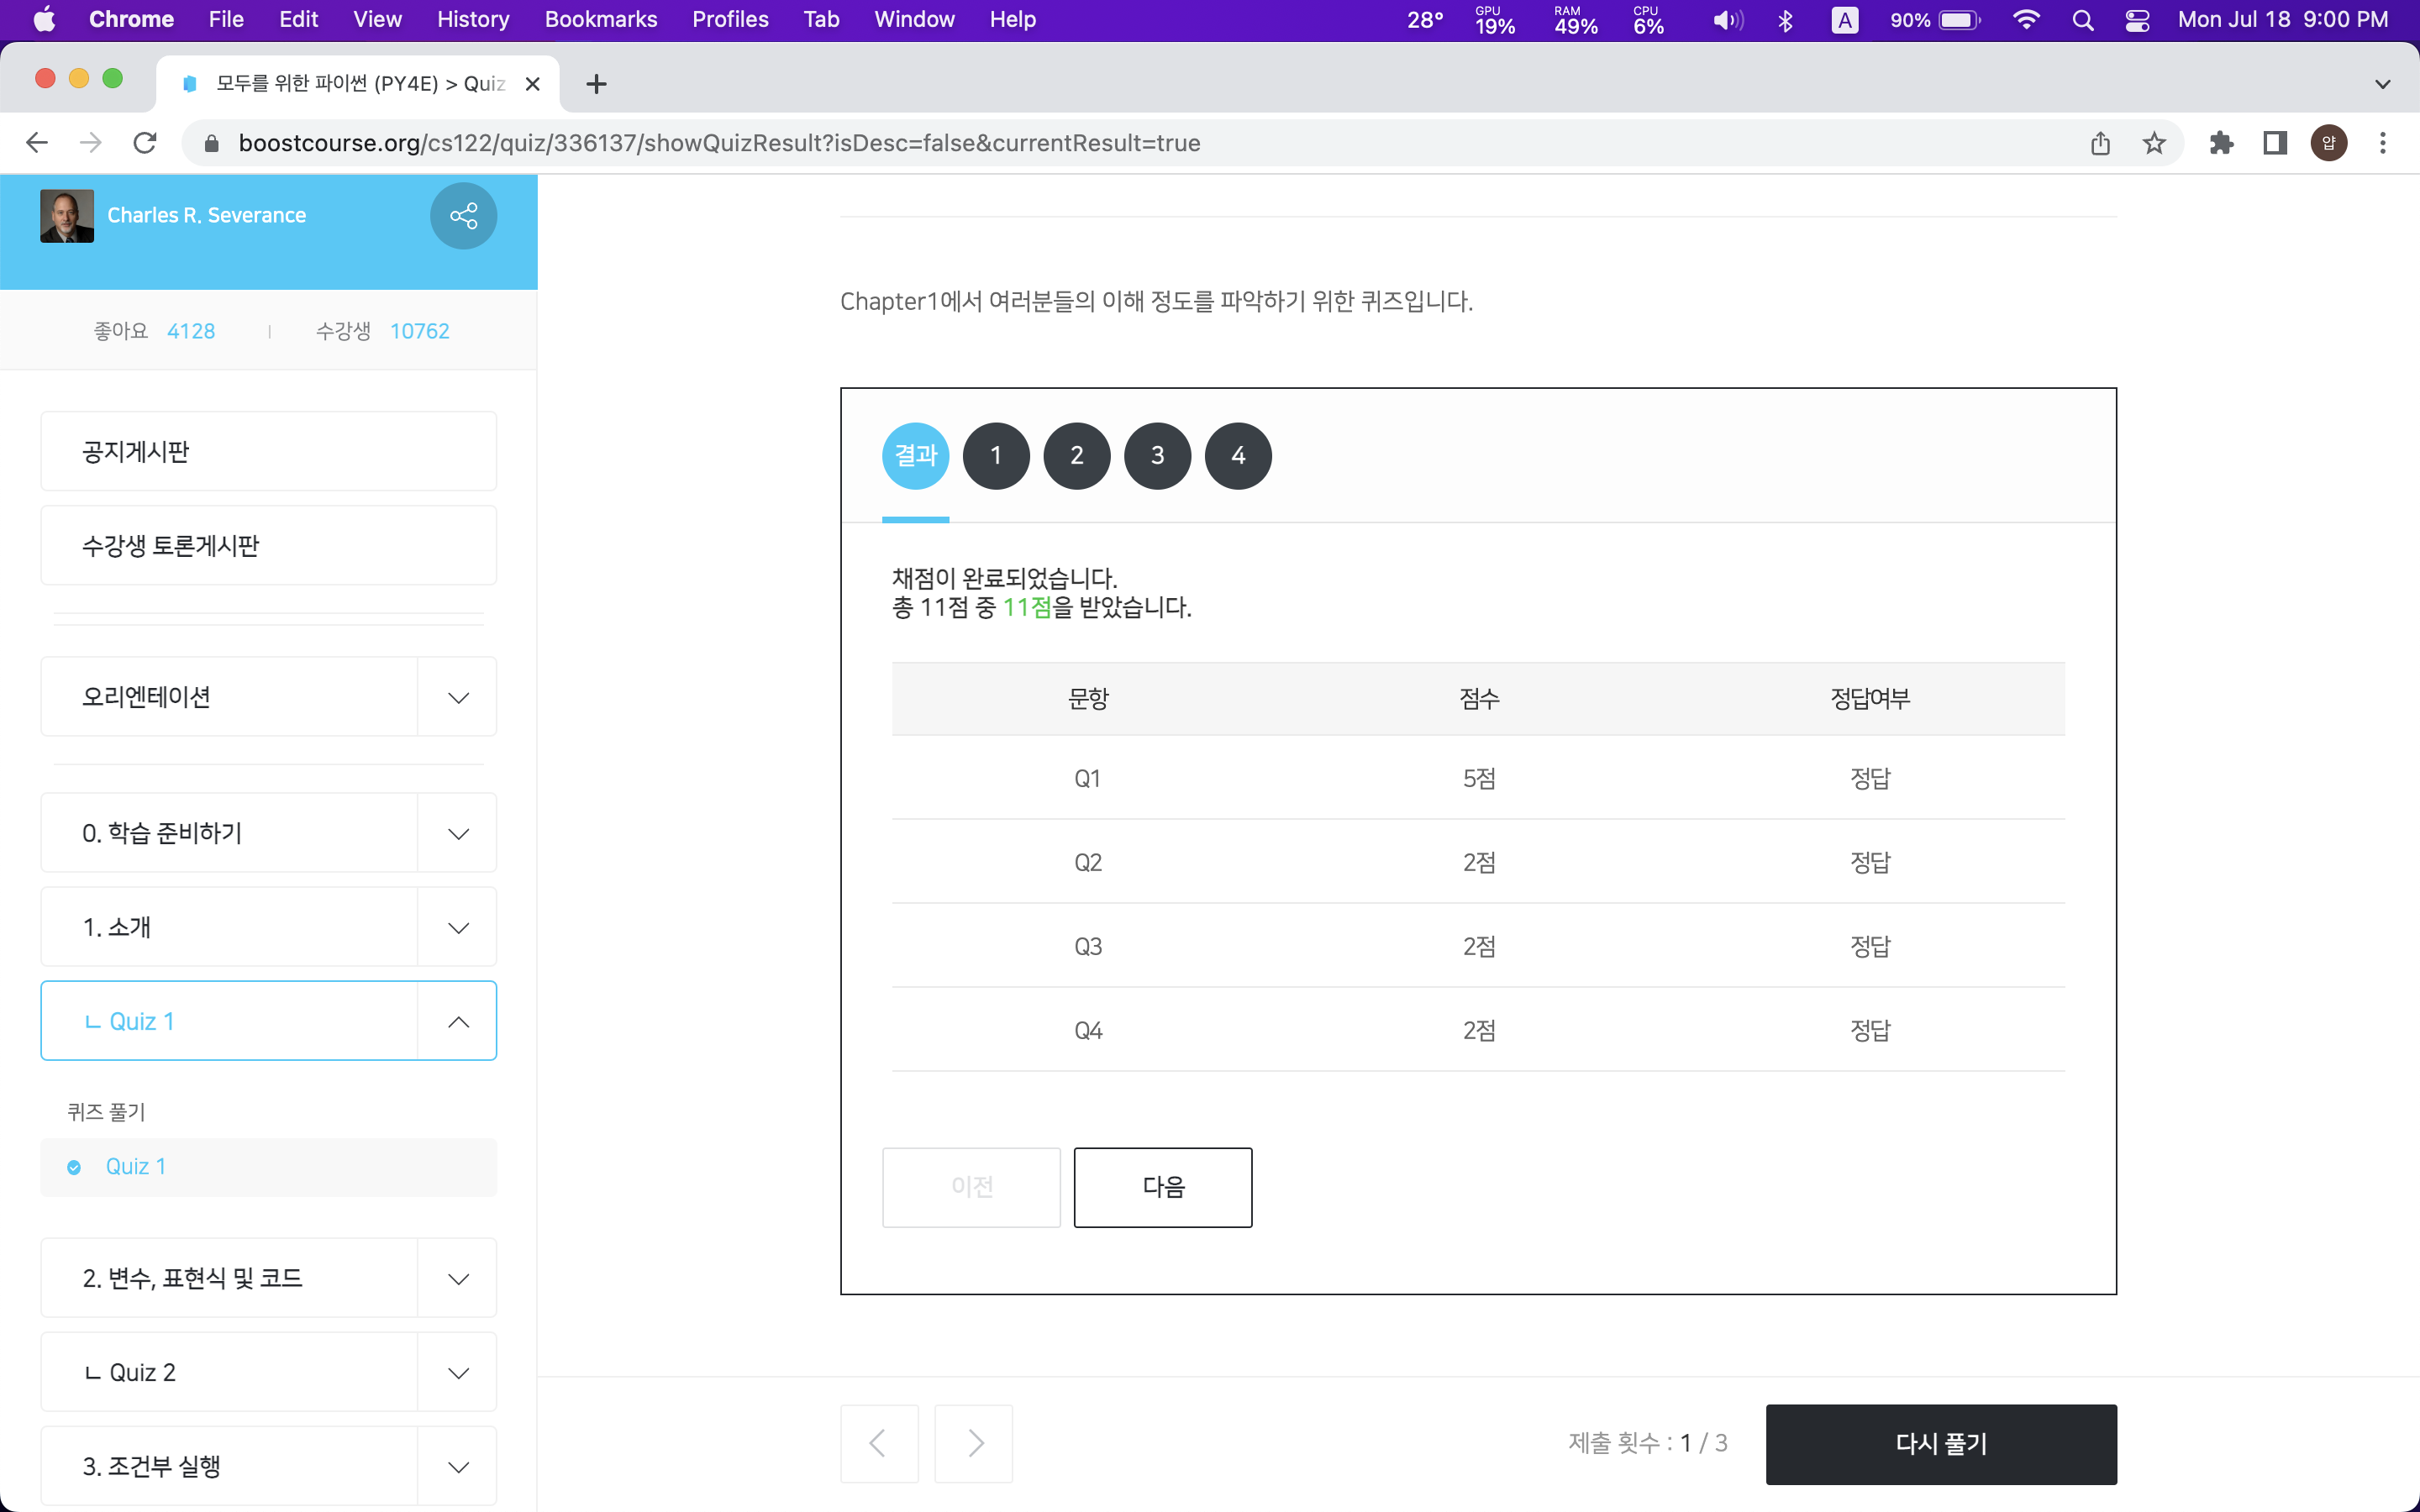 Chrome File Edit View History Bookmarks Profiles Tab Window Help 28° GPU 19% RAM 49% CPU 6% A 90% Mon Jul 18 9:00 PM
모두를 위한 파이썬 (PY4E) > Quiz
boostcourse.org/cs122/quiz/336137/showQuizResult?isDesc=false&currentResult=true 얍
Charles R. Severance
좋아요 4128 수강생 10762
공지게시판
수강생 토론게시판
오리엔테이션
0. 학습 준비하기
1. 소개
ㄴ Quiz 1
퀴즈 풀기
Quiz 1
2. 변수, 표현식 및 코드
ㄴ Quiz 2
3. 조건부 실행
Chapter1에서 여러분들의 이해 정도를 파악하기 위한 퀴즈입니다.
결과 1 2 3 4
채점이 완료되었습니다.
총 11점 중 11점을 받았습니다.
문항 점수 정답여부
Q1 5점 정답
Q2 2점 정답
Q3 2점 정답
Q4 2점 정답
이전 다음
제출 횟수 : 1 / 3 다시 풀기